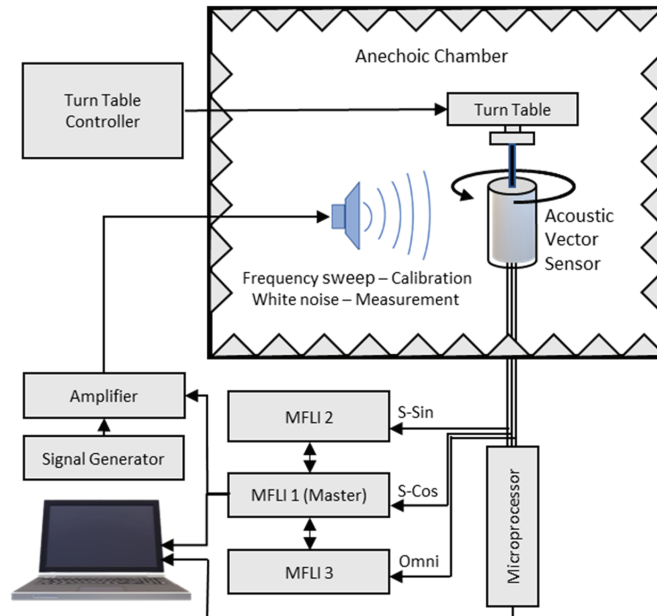 Anechoic Chamber
Turn Table
Controller
Turn Table
Acoustic
Vector
Sensor
Frequency sweep – Calibration
White noise – Measurement
Amplifier
Signal Generator
MFLI 2
MFLI 1 (Master)
MFLI 3
S-Sin
S-Cos
Omni
Microprocessor